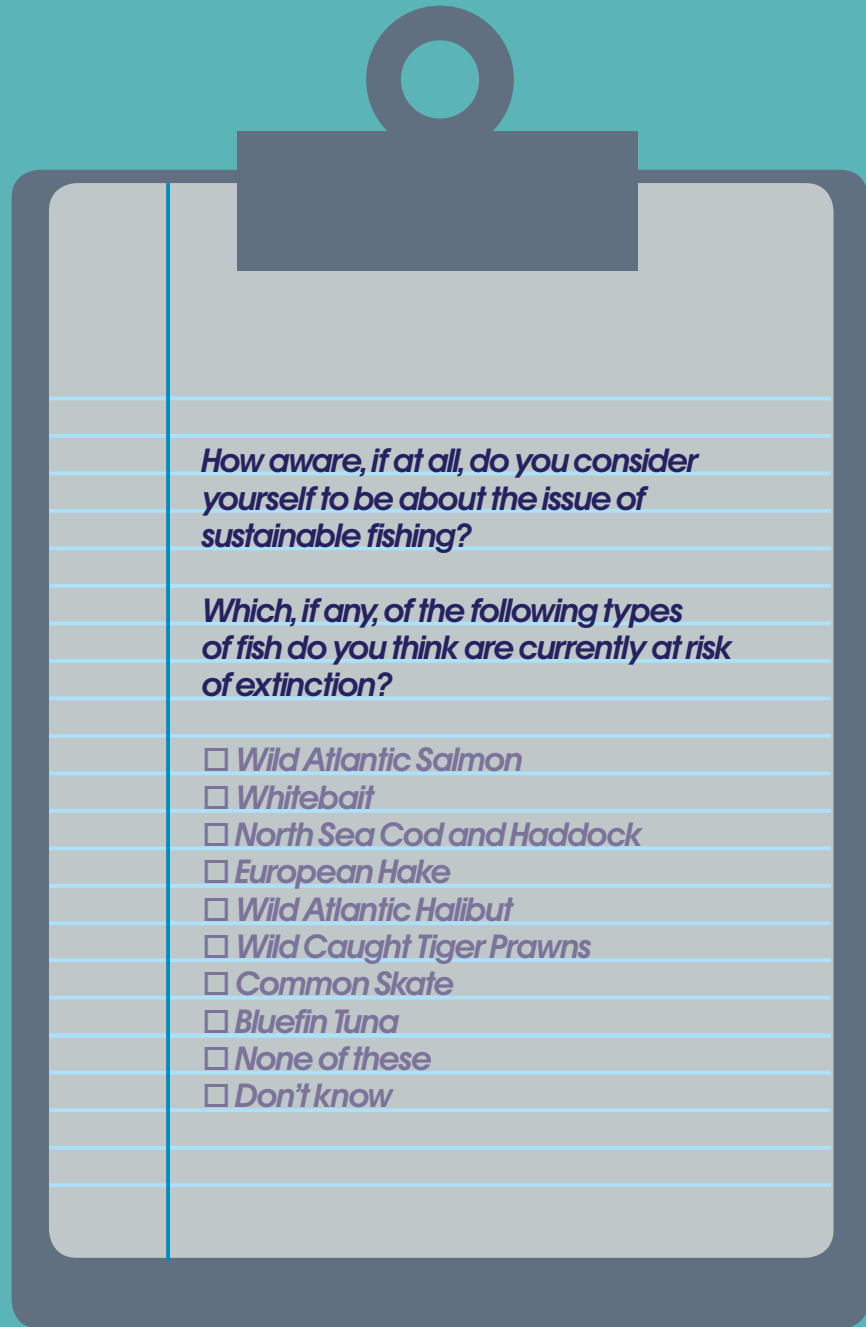 How aware, if at all, do you consider
yourself to be about the issue of
sustainable fishing?
Which, if any, of the following types
of fish do you think are currently at risk
of extinction?
☐ Wild Atlantic Salmon
☐ Whitebait
☐ North Sea Cod and Haddock
☐ European Hake
☐ Wild Atlantic Halibut
☐ Wild Caught Tiger Prawns
☐ Common Skate
☐ Bluefin Tuna
☐ None of these
☐ Don't know